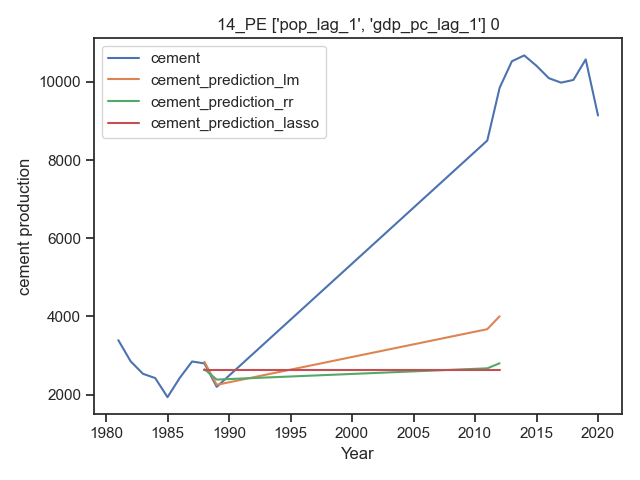 14_PE ['pop_lag_1', 'gdp_pc_lag_1'] 0
cement
cement_prediction_lm
cement_prediction_rr
cement_prediction_lasso
cement production
10000
8000
6000
4000
2000
1980 1985 1990 1995 2000 2005 2010 2015 2020
Year